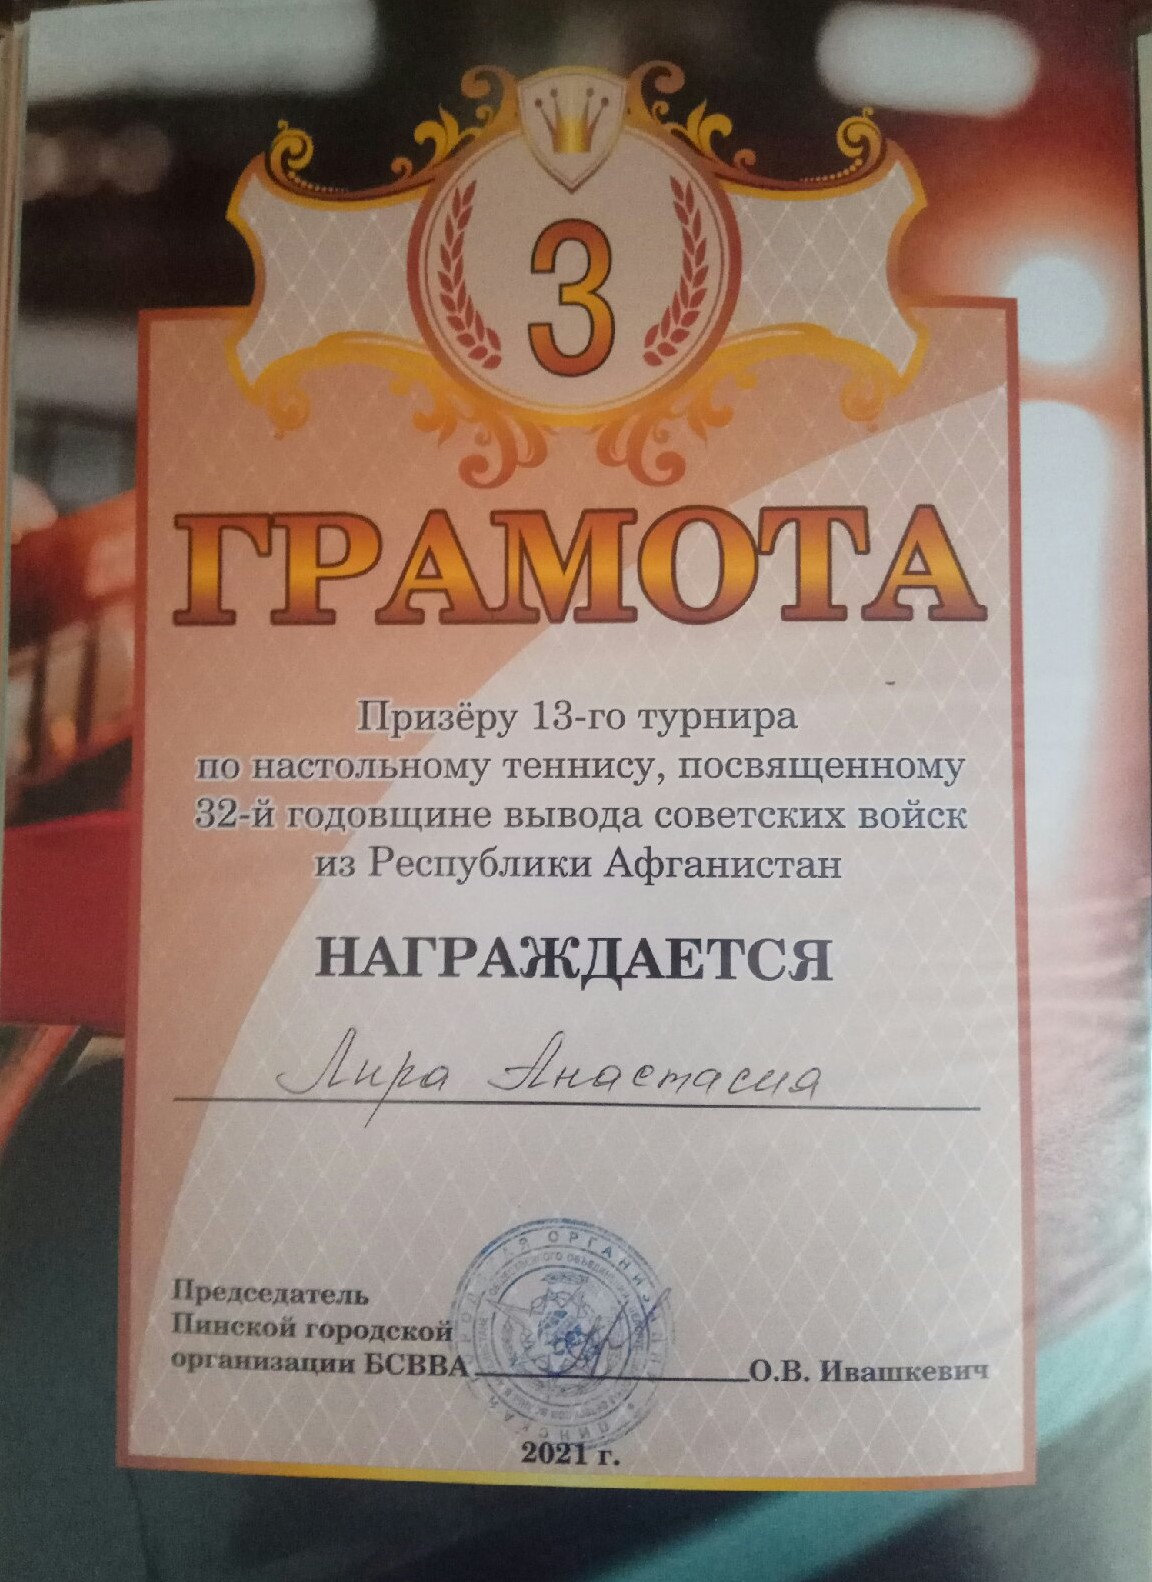 3
ГРАМОТА
Призёру 13-го турнира
по настольному теннису, посвященному
32-й годовщине вывода советских войск
из Республики Афганистан
НАГРАЖДАЕТСЯ
Лира Анастасия
Председатель
Пинской городской
организации БСВВА О.В. Ивашкевич
2021 г.